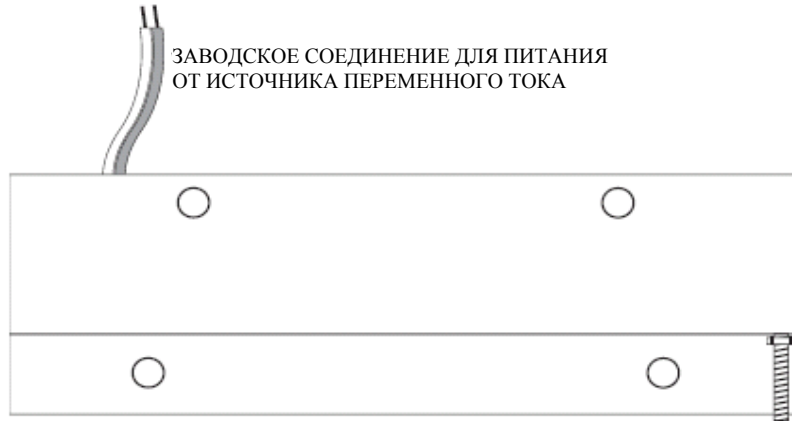 ЗАВОДСКОЕ СОЕДИНЕНИЕ ДЛЯ ПИТАНИЯ
ОТ ИСТОЧНИКА ПЕРЕМЕННОГО ТОКА